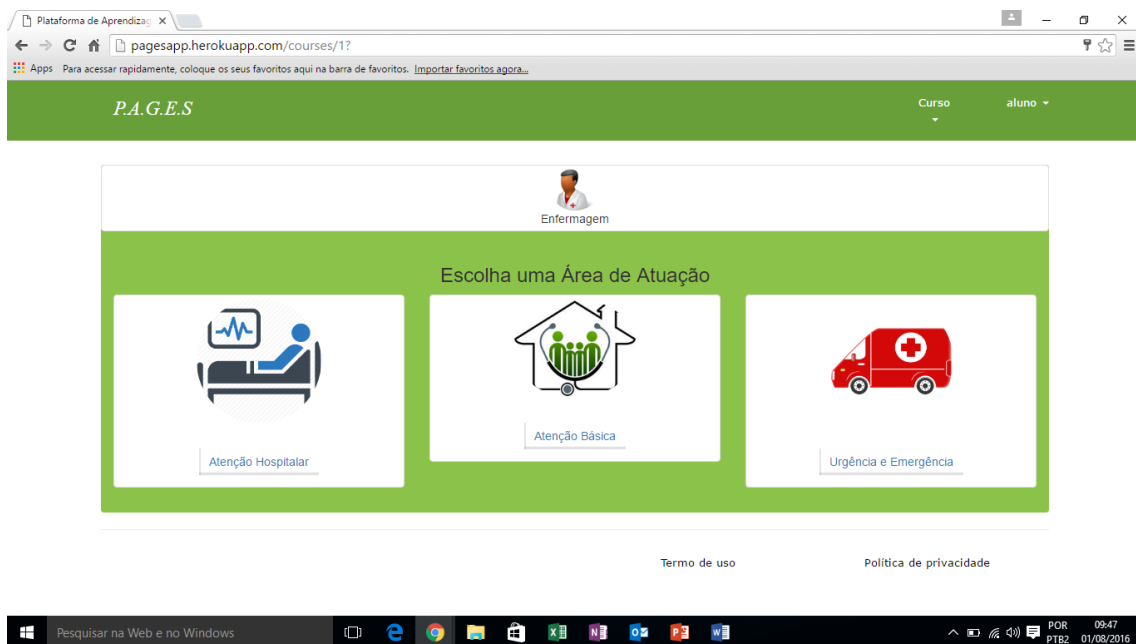 Plataforma de Aprendizag
pagesapp.herokuapp.com/courses/1?
Apps Para acessar rapidamente, coloque os seus favoritos aqui na barra de favoritos. Importar favoritos agora...
P.A.G.E.S Curso aluno
Enfermagem
Escolha uma Área de Atuação
Atenção Hospitalar
Atenção Básica
Urgência e Emergência
Termo de uso Política de privacidade
Pesquisar na Web e no Windows
POR 09:47
PTB2 01/08/2016